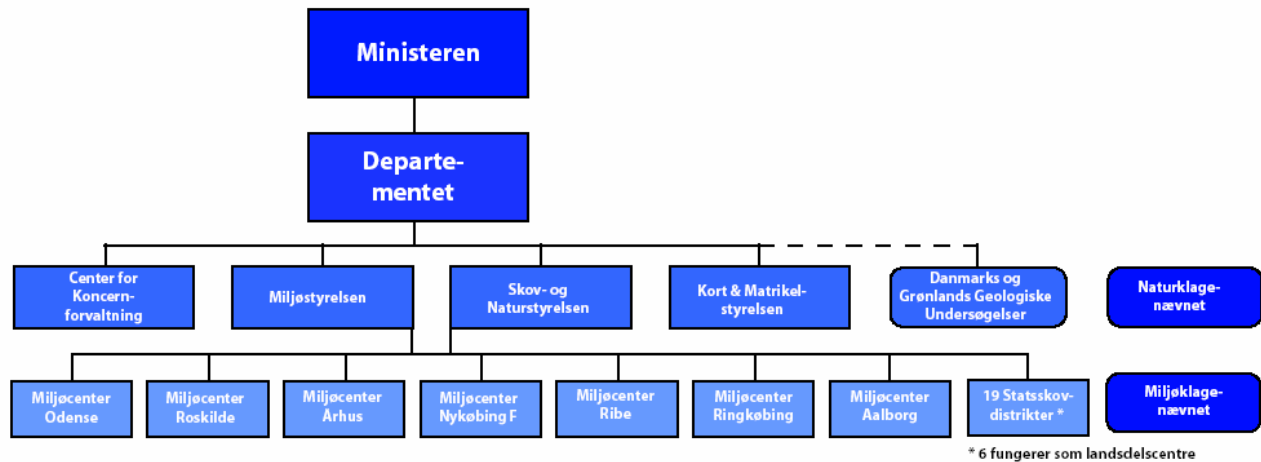 Ministeren
Departe-
mentet
Center for
Koncern-
forvaltning
Miljøstyrelsen
Skov- og
Naturstyrelsen
Kort & Matrikel-
styrelsen
Danmarks og
Grønlands Geologiske
Undersøgelser
Naturklage-
nævnet
Miljøcenter
Odense
Miljøcenter
Roskilde
Miljøcenter
Århus
Miljøcenter
Nykøbing F
Miljøcenter
Ribe
Miljøcenter
Ringkøbing
Miljøcenter
Aalborg
19 Statsskov-
distrikter *
Miljøklage-
nævnet
* 6 fungerer som landsdelscentre